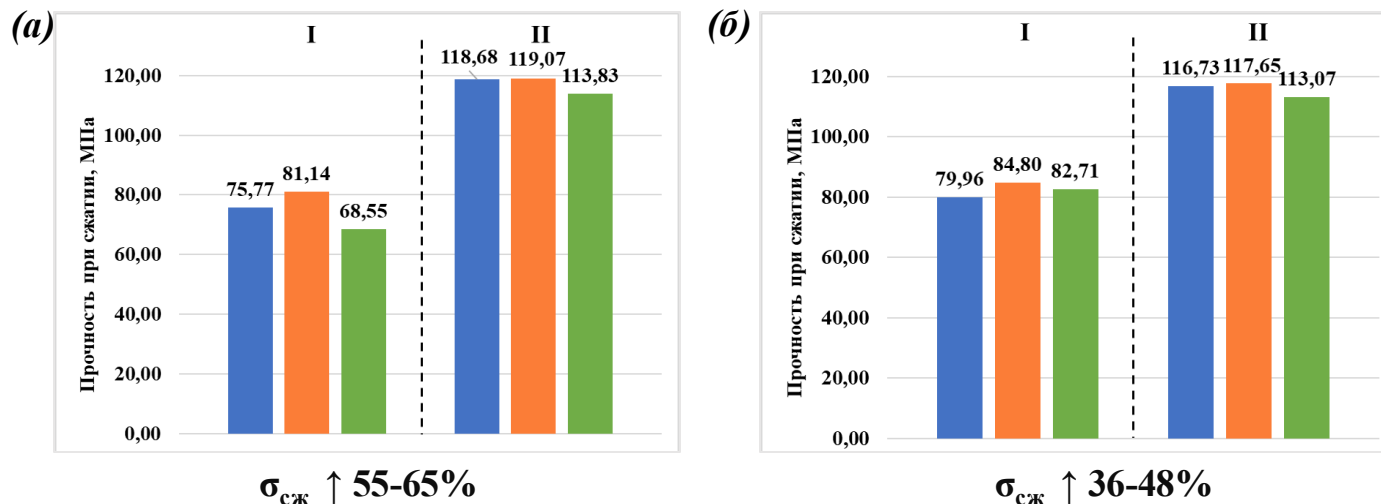 (а)
I
II
Прочность при сжатии, МПа
120,00
100,00
80,00
60,00
40,00
20,00
0,00
75,77
81,14
68,55
118,68
119,07
113,83
σсж ↑ 55-65%
(б)
I
II
Прочность при сжатии, МПа
120,00
100,00
80,00
60,00
40,00
20,00
0,00
79,96
84,80
82,71
116,73
117,65
113,07
σсж ↑ 36-48%